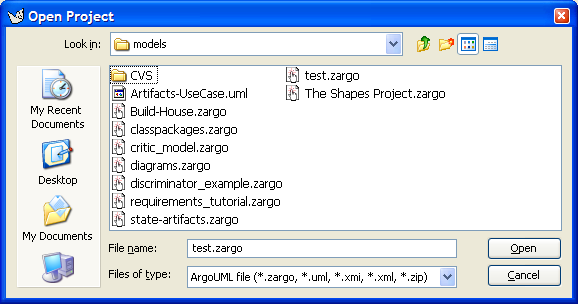 Open Project
Look in: models
My Recent Documents
Desktop
My Documents
CVS
Artifacts-UseCase.uml
Build-House.zargo
classpackages.zargo
critic_model.zargo
diagrams.zargo
discriminator_example.zargo
requirements_tutorial.zargo
state-artifacts.zargo
test.zargo
The Shapes Project.zargo
File name: test.zargo
Open
Files of type: ArgoUML file (*.zargo, *.uml, *.xmi, *.xml, *.zip)
Cancel